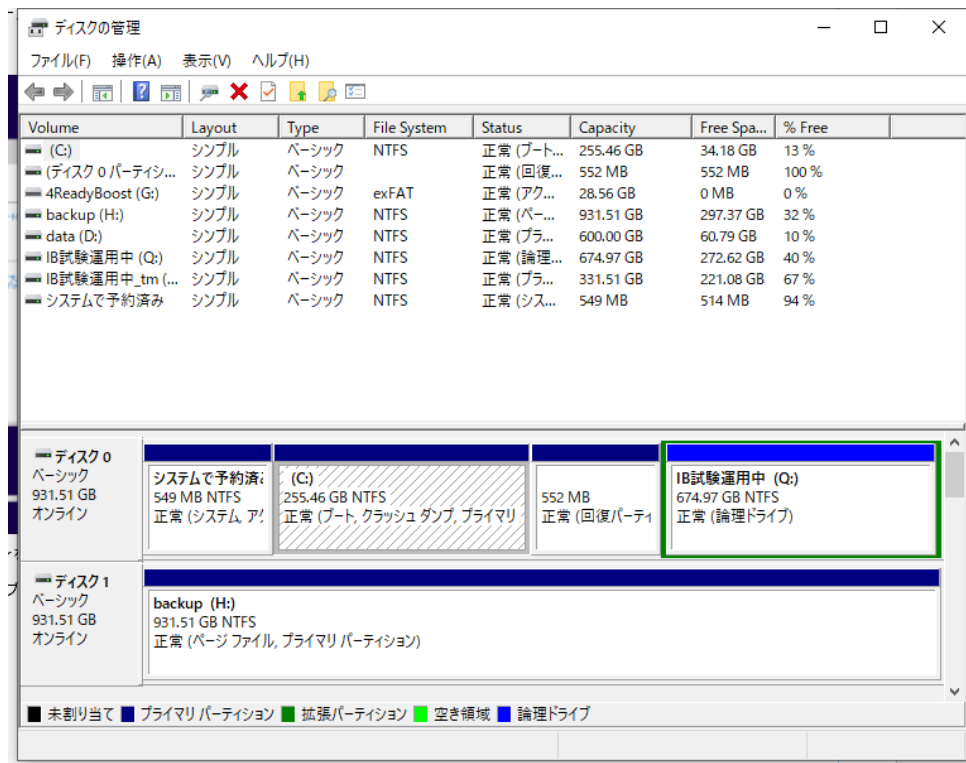 ディスクの管理
ファイル(F) 操作(A) 表示(V) ヘルプ(H)
Volume Layout Type File System Status Capacity Free Spa... % Free
(C:) シンプル ベーシック NTFS 正常 (ブート... 255.46 GB 34.18 GB 13 %
(ディスク 0 パーティシ... シンプル ベーシック 正常 (回復... 552 MB 552 MB 100 %
4ReadyBoost (G:) シンプル ベーシック exFAT 正常 (アク... 28.56 GB 0 MB 0 %
backup (H:) シンプル ベーシック NTFS 正常 (ペー... 931.51 GB 297.37 GB 32 %
data (D:) シンプル ベーシック NTFS 正常 (プラ... 600.00 GB 60.79 GB 10 %
IB試験運用中 (Q:) シンプル ベーシック NTFS 正常 (論理... 674.97 GB 272.62 GB 40 %
IB試験運用中_tm (... シンプル ベーシック NTFS 正常 (プラ... 331.51 GB 221.08 GB 67 %
システムで予約済み シンプル ベーシック NTFS 正常 (シス... 549 MB 514 MB 94 %
ディスク 0
ベーシック
931.51 GB
オンライン
システムで予約済
549 MB NTFS
正常 (システム, ア
(C:)
255.46 GB NTFS
正常 (ブート, クラッシュ ダンプ, プライマリ
552 MB
正常 (回復パーティ
IB試験運用中 (Q:)
674.97 GB NTFS
正常 (論理ドライブ)
ディスク 1
ベーシック
931.51 GB
オンライン
backup (H:)
931.51 GB NTFS
正常 (ページ ファイル, プライマリ パーティション)
未割り当て プライマリ パーティション 拡張パーティション 空き領域 論理ドライブ